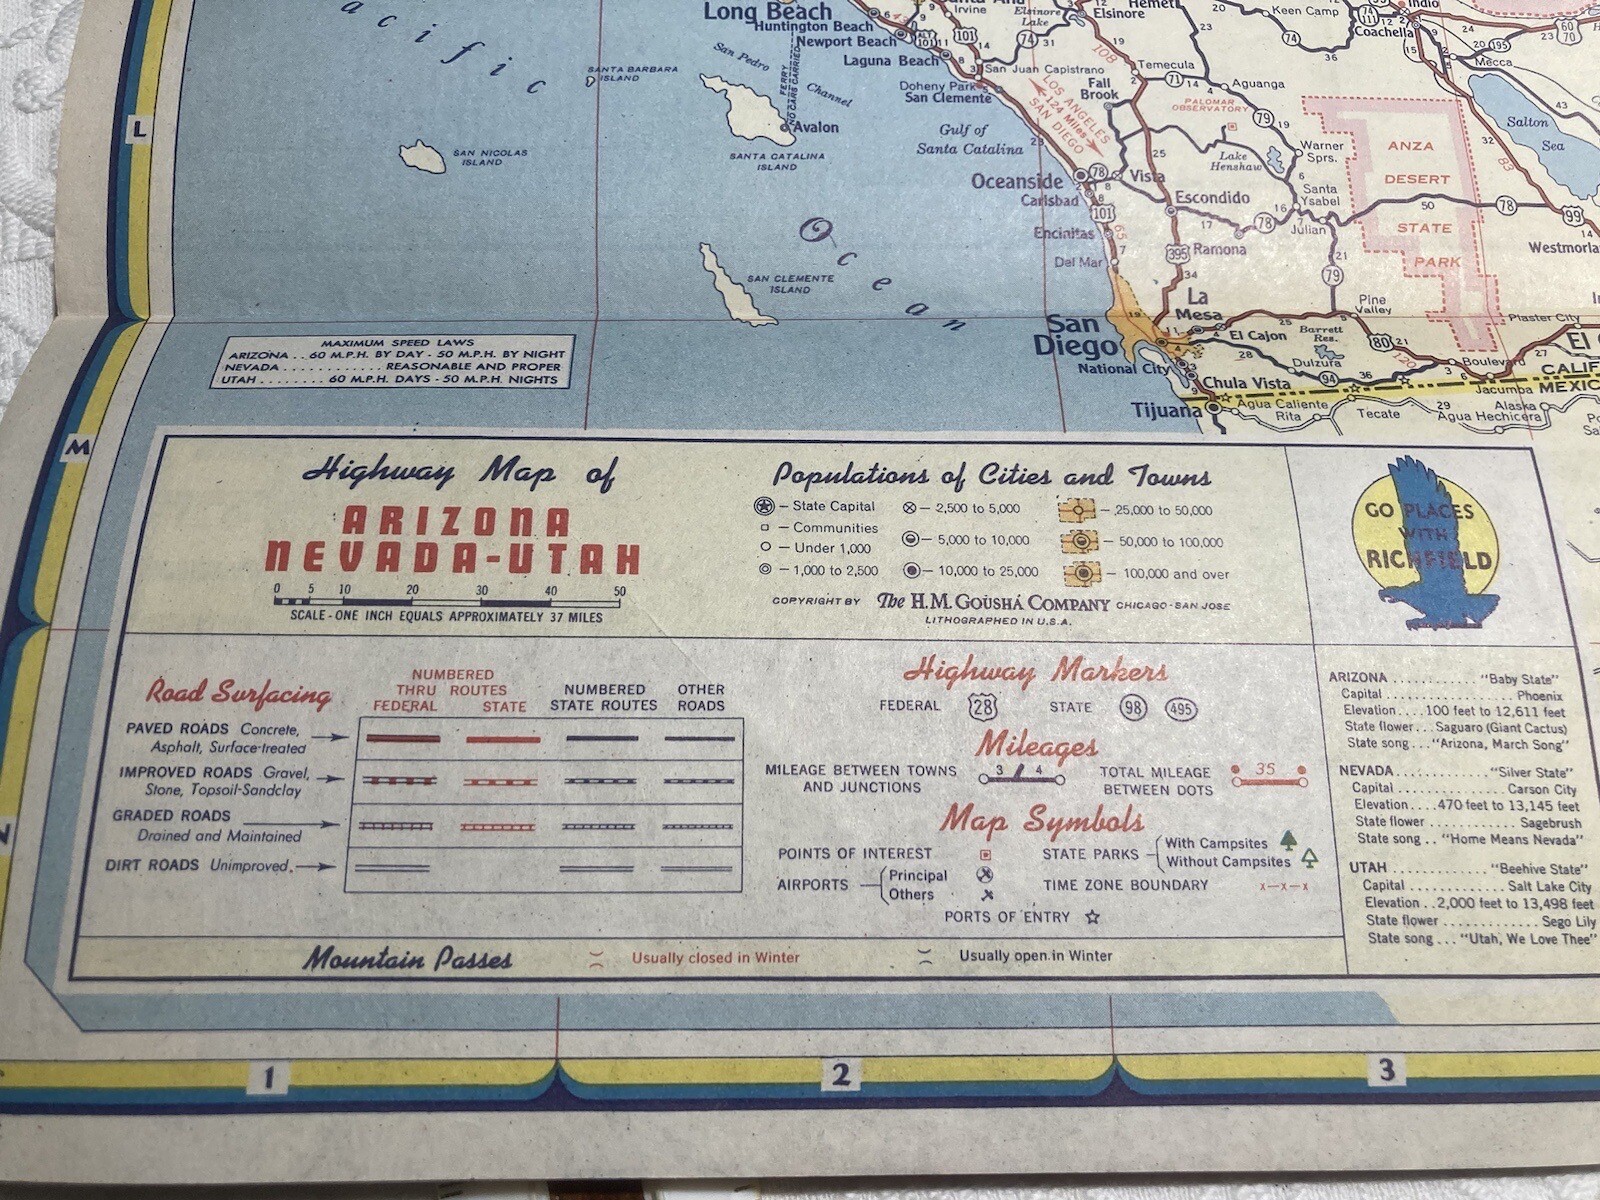 Long Beach
Huntington Beach
Newport Beach
Laguna Beach
Irvine
Elsinore
Lake
Elsinore
Hemet
Keen Camp
Indio
Coachella
Mecca
San Juan Capistrano
Doheny Park
San Clemente
Temecula
Fall
Brook
Aguanga
PALOMAR
OBSERVATORY
LOS ANGELES
124 Miles
SAN DIEGO
acific
SANTA BARBARA
ISLAND
San Pedro
Channel
FERRY
NO CARS CARRIED
Avalon
SANTA CATALINA
ISLAND
SAN NICOLAS
ISLAND
Gulf of
Santa Catalina
Salton
Sea
ANZA
DESERT
STATE
PARK
Warner
Sprs.
Lake
Henshaw
Santa
Ysabel
Oceanside
Carlsbad
Vista
Escondido
Encinitas
Del Mar
Ramona
Julian
Westmorla
Ocean
SAN CLEMENTE
ISLAND
La
Mesa
Pine
Valley
Plaster City
San
Diego
El Cajon
Barrett
Res.
National City
Dulzura
Boulevard
Chula Vista
Jacumba
CALIF
MEXIC
Tijuana
Agua Caliente
Rita
Tecate
Agua Hechicera
Alaska
MAXIMUM SPEED LAWS
ARIZONA . . 60 M.P.H. BY DAY - 50 M.P.H. BY NIGHT
NEVADA . . . . . . . . . . . . REASONABLE AND PROPER
UTAH . . . . . . . . 60 M.P.H. DAYS - 50 M.P.H. NIGHTS
L
M
Highway Map of
ARIZONA
NEVADA-UTAH
0 5 10 20 30 40 50
SCALE - ONE INCH EQUALS APPROXIMATELY 37 MILES
Populations of Cities and Towns
State Capital
Communities
Under 1,000
1,000 to 2,500
2,500 to 5,000
5,000 to 10,000
10,000 to 25,000
25,000 to 50,000
50,000 to 100,000
100,000 and over
COPYRIGHT BY The H.M. GOUSHÁ COMPANY CHICAGO - SAN JOSE
LITHOGRAPHED IN U.S.A.
GO PLACES
WITH
RICHFIELD
Road Surfacing
NUMBERED
THRU ROUTES
FEDERAL STATE
NUMBERED
STATE ROUTES
OTHER
ROADS
PAVED ROADS Concrete,
Asphalt, Surface-treated
IMPROVED ROADS Gravel,
Stone, Topsoil-Sandclay
GRADED ROADS
Drained and Maintained
DIRT ROADS Unimproved.
Highway Markers
FEDERAL 28 STATE 98 495
Mileages
MILEAGE BETWEEN TOWNS
AND JUNCTIONS
3 4
TOTAL MILEAGE
BETWEEN DOTS
35
Map Symbols
POINTS OF INTEREST
AIRPORTS
Principal
Others
STATE PARKS
With Campsites
Without Campsites
TIME ZONE BOUNDARY x-x-x
PORTS OF ENTRY
Mountain Passes
Usually closed in Winter
Usually open in Winter
ARIZONA . . . . . . . . . . . "Baby State"
Capital . . . . . . . . . . . . . . . . Phoenix
Elevation . . . . 100 feet to 12,611 feet
State flower . . . Saguaro (Giant Cactus)
State song . . . "Arizona, March Song"
NEVADA . . . . . . . . . . . "Silver State"
Capital . . . . . . . . . . . . . Carson City
Elevation . . . . 470 feet to 13,145 feet
State flower . . . . . . . . . . Sagebrush
State song . . "Home Means Nevada"
UTAH . . . . . . . . . . . . "Beehive State"
Capital . . . . . . . . . . . Salt Lake City
Elevation . . 2,000 feet to 13,498 feet
State flower . . . . . . . . . . . Sego Lily
State song . . . "Utah, We Love Thee"
1 2 3